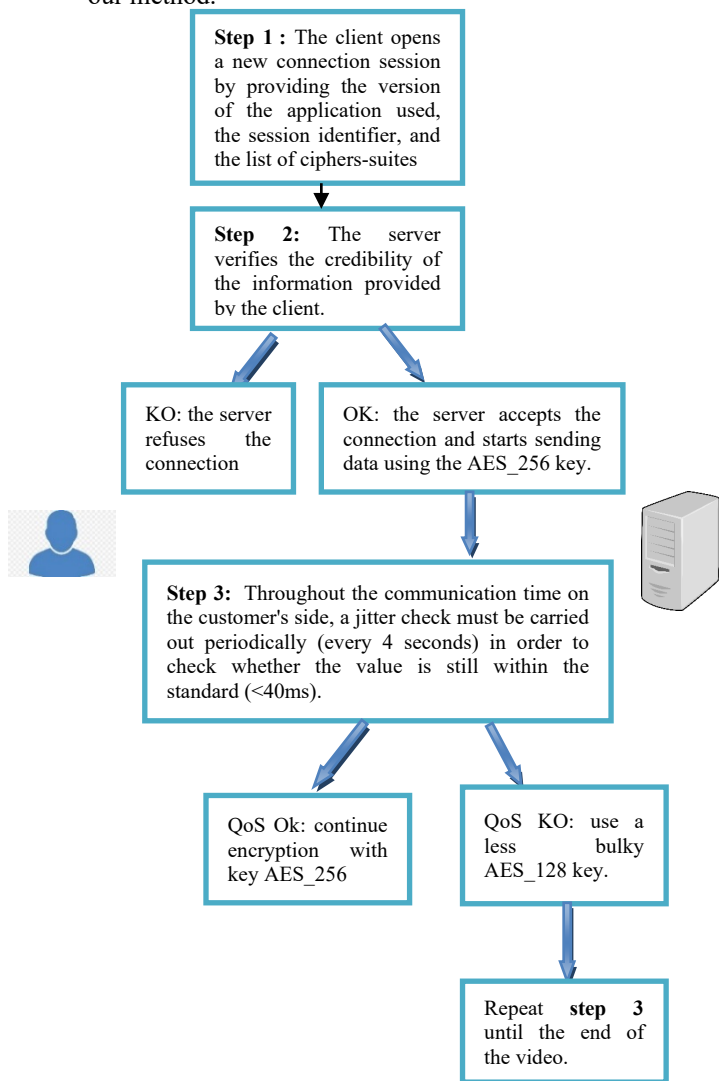 our method.
Step 1 : The client opens
a new connection session
by providing the version
of the application used,
the session identifier, and
the list of ciphers-suites
Step 2: The server
verifies the credibility of
the information provided
by the client.
KO: the server
refuses the
connection
OK: the server accepts the
connection and starts sending
data using the AES_256 key.
Step 3: Throughout the communication time on
the customer's side, a jitter check must be carried
out periodically (every 4 seconds) in order to
check whether the value is still within the
standard (<40ms).
QoS Ok: continue
encryption with
key AES_256
QoS KO: use a
less bulky
AES_128 key.
Repeat step 3
until the end of
the video.